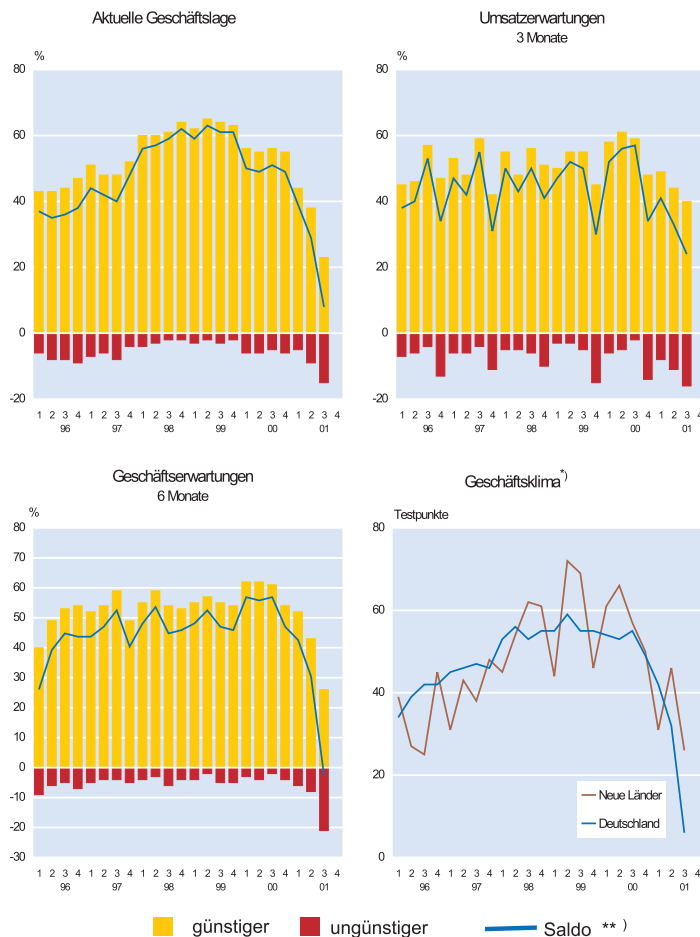 Aktuelle Geschäftslage
%
80
60
40
20
0
-20
1 2 3 4 1 2 3 4 1 2 3 4 1 2 3 4 1 2 3 4 1 2 3 4
96 97 98 99 00 01
Umsatzerwartungen
3 Monate
80
60
40
20
0
-20
1 2 3 4 1 2 3 4 1 2 3 4 1 2 3 4 1 2 3 4 1 2 3 4
96 97 98 99 00 01
Geschäftserwartungen
6 Monate
%
80
70
60
50
40
30
20
10
0
-10
-20
-30
1 2 3 4 1 2 3 4 1 2 3 4 1 2 3 4 1 2 3 4 1 2 3 4
96 97 98 99 00 01
Geschäftsklima*)
Testpunkte
80
60
40
20
0
Neue Länder
Deutschland
1 2 3 4 1 2 3 4 1 2 3 4 1 2 3 4 1 2 3 4 1 2 3 4
96 97 98 99 00 01
günstiger ungünstiger Saldo **)